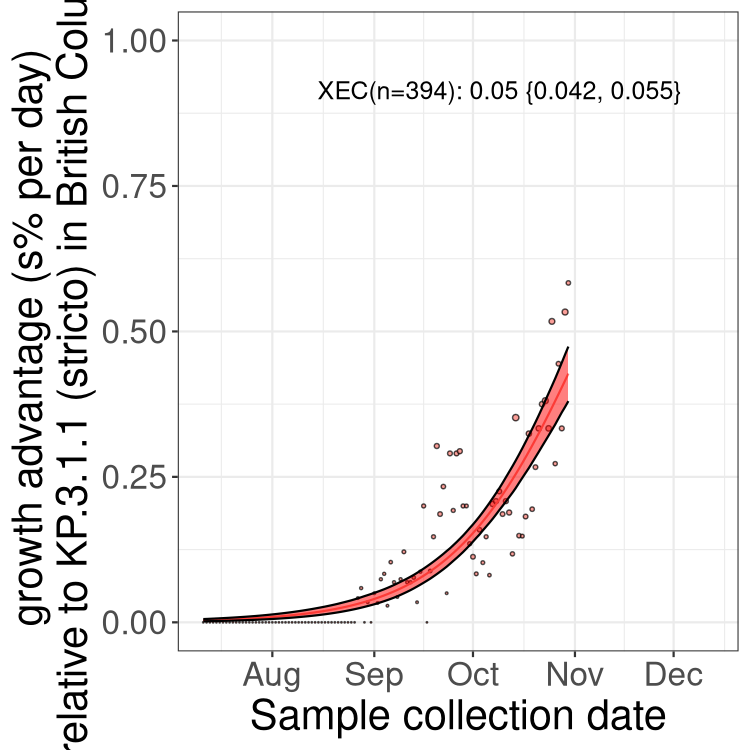 growth advantage (s% per day)
relative to KP.3.1.1 (stricto) in British Colu
1.00
XEC(n=394): 0.05 {0.042, 0.055}
0.75
0.50
0.25
0.00
Aug Sep Oct Nov Dec
Sample collection date